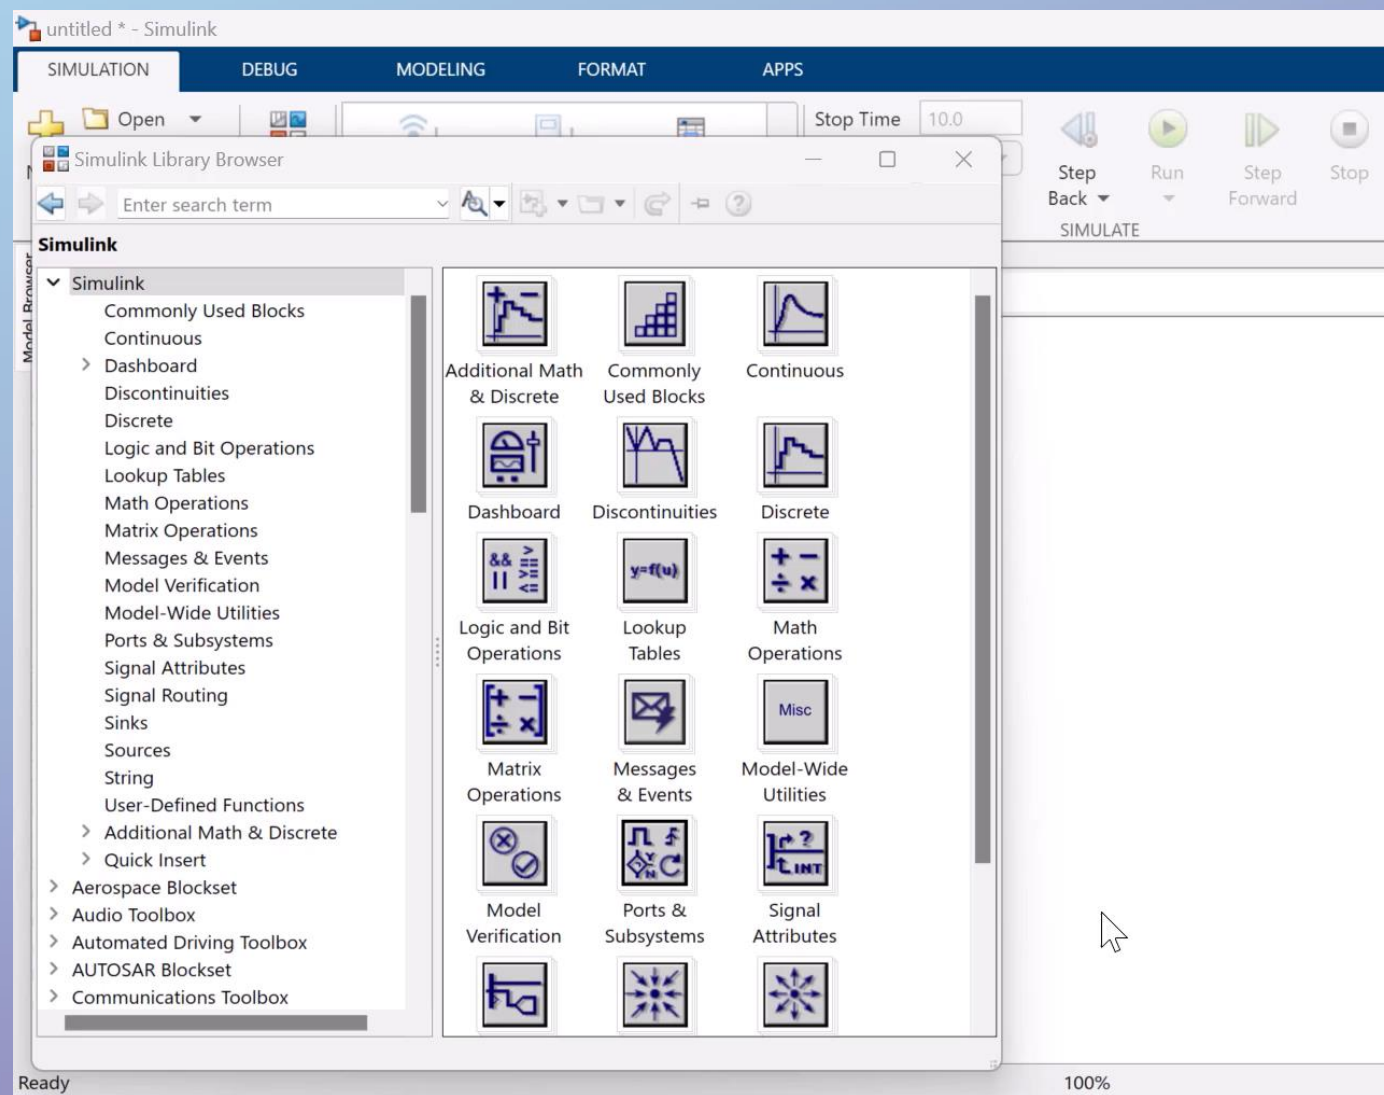 untitled * - Simulink
SIMULATION DEBUG MODELING FORMAT APPS
Open
Stop Time 10.0
Step Back
Run
Step Forward
Stop
SIMULATE
Simulink Library Browser
Enter search term
Simulink
Model Browser
Simulink
Commonly Used Blocks
Continuous
Dashboard
Discontinuities
Discrete
Logic and Bit Operations
Lookup Tables
Math Operations
Matrix Operations
Messages & Events
Model Verification
Model-Wide Utilities
Ports & Subsystems
Signal Attributes
Signal Routing
Sinks
Sources
String
User-Defined Functions
Additional Math & Discrete
Quick Insert
Aerospace Blockset
Audio Toolbox
Automated Driving Toolbox
AUTOSAR Blockset
Communications Toolbox
Additional Math
& Discrete
Commonly
Used Blocks
Continuous
Dashboard
Discontinuities
Discrete
&& || > == >= <=
Logic and Bit
Operations
y=f(u)
Lookup
Tables
+ − ÷ ×
Math
Operations
[+ − ÷ ×]
Matrix
Operations
Messages
& Events
Misc
Model-Wide
Utilities
Model
Verification
Y N
Ports &
Subsystems
? INT
Signal
Attributes
Ready
100%